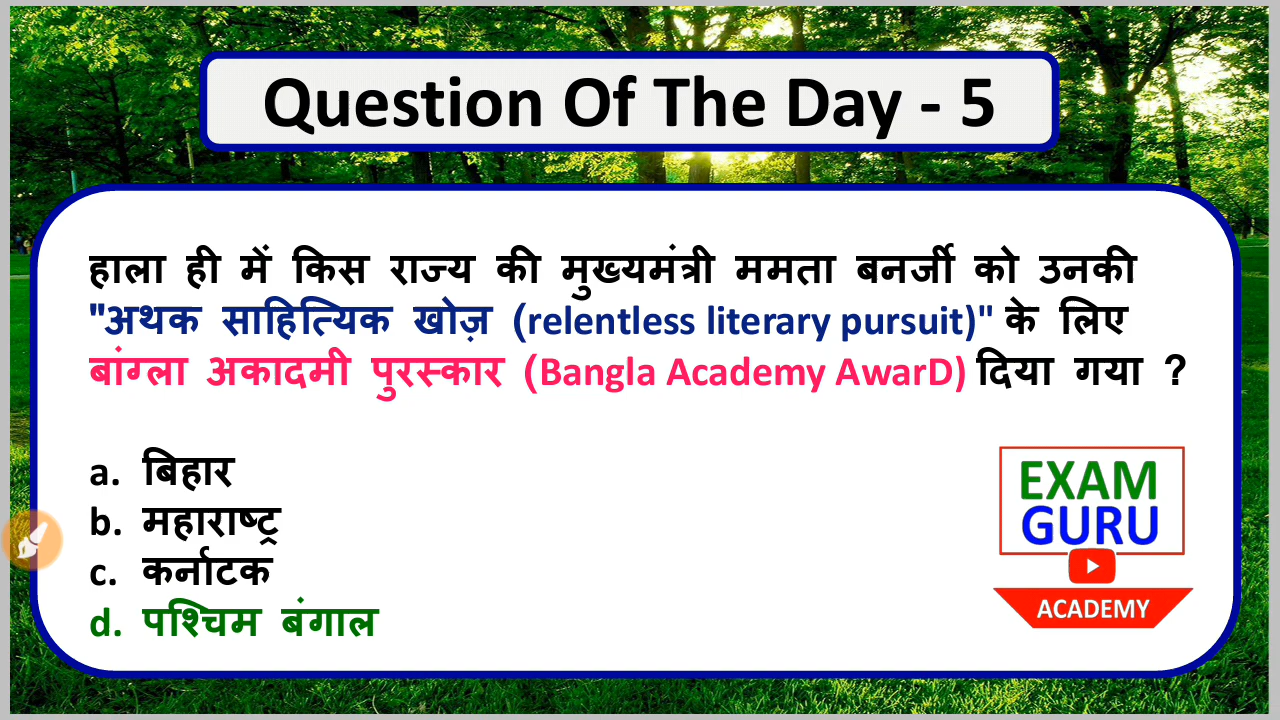 Question Of The Day - 5
हाला ही में किस राज्य की मुख्यमंत्री ममता बनर्जी को उनकी
"अथक साहित्यिक खोज़ (relentless literary pursuit)" के लिए
बांग्ला अकादमी पुरस्कार (Bangla Academy AwarD) दिया गया ?
a. बिहार
b. महाराष्ट्र
c. कर्नाटक
d. पश्चिम बंगाल
EXAM
GURU
ACADEMY